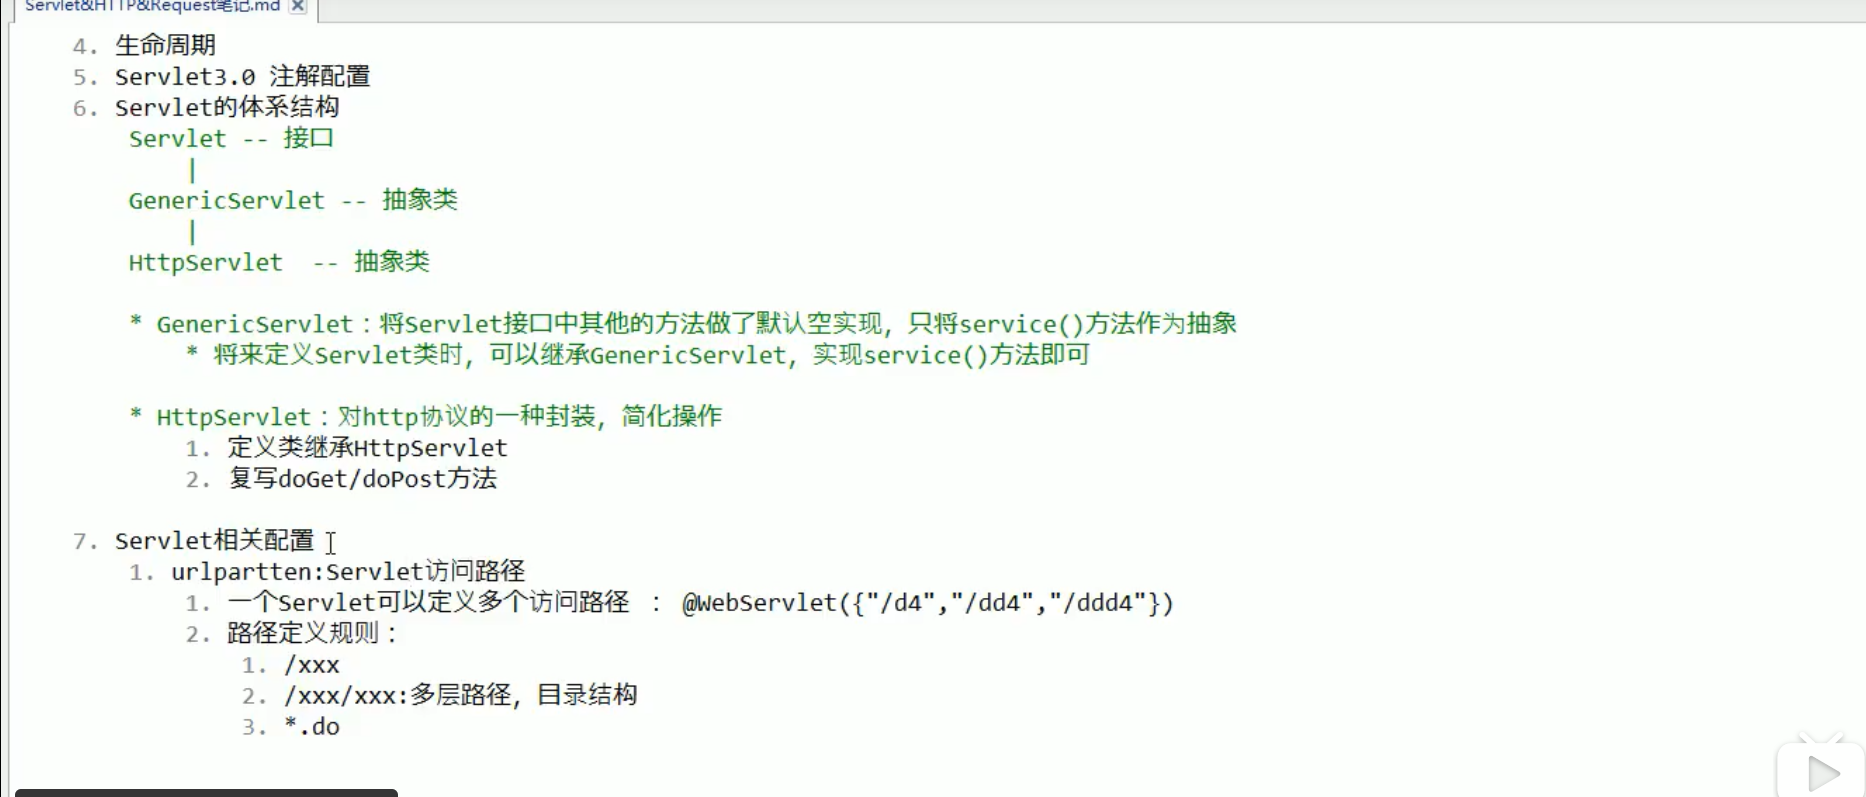 Servlet&HTTP&Request笔记.md
4. 生命周期
5. Servlet3.0 注解配置
6. Servlet的体系结构
Servlet -- 接口
|
GenericServlet -- 抽象类
|
HttpServlet  -- 抽象类
* GenericServlet：将Servlet接口中其他的方法做了默认空实现，只将service()方法作为抽象
* 将来定义Servlet类时，可以继承GenericServlet，实现service()方法即可
* HttpServlet：对http协议的一种封装，简化操作
1. 定义类继承HttpServlet
2. 复写doGet/doPost方法
7. Servlet相关配置
1. urlpartten:Servlet访问路径
1. 一个Servlet可以定义多个访问路径 ： @WebServlet({"/d4","/dd4","/ddd4"})
2. 路径定义规则：
1. /xxx
2. /xxx/xxx:多层路径，目录结构
3. *.do